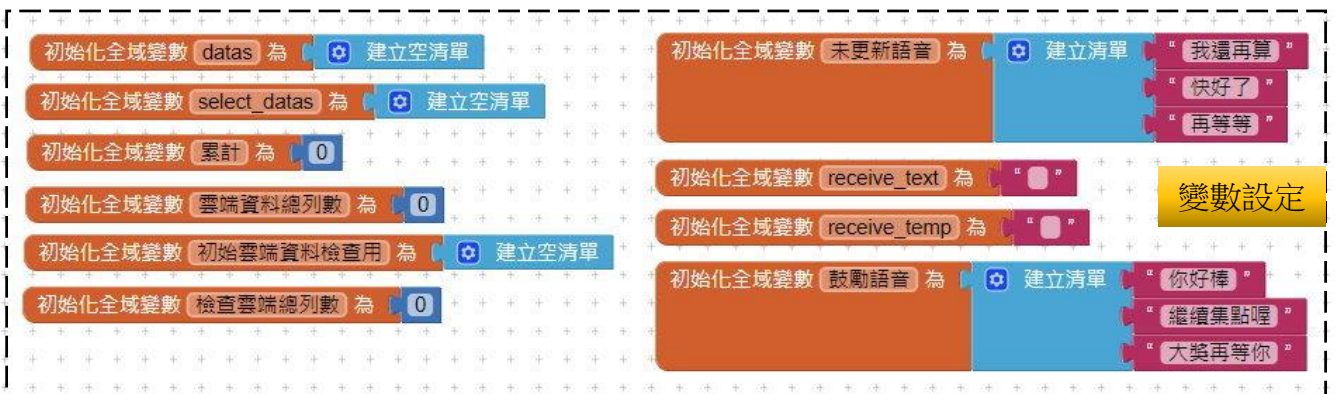 初始化全域變數 datas 為 建立空清單
初始化全域變數 select_datas 為 建立空清單
初始化全域變數 累計 為 0
初始化全域變數 雲端資料總列數 為 0
初始化全域變數 初始雲端資料檢查用 為 建立空清單
初始化全域變數 檢查雲端總列數 為 0
初始化全域變數 未更新語音 為 建立清單 " 我還再算 "
" 快好了 "
" 再等等 "
初始化全域變數 receive_text 為 " "
變數設定
初始化全域變數 receive_temp 為 " "
初始化全域變數 鼓勵語音 為 建立清單 " 你好棒 "
" 繼續集點喔 "
" 大獎再等你 "